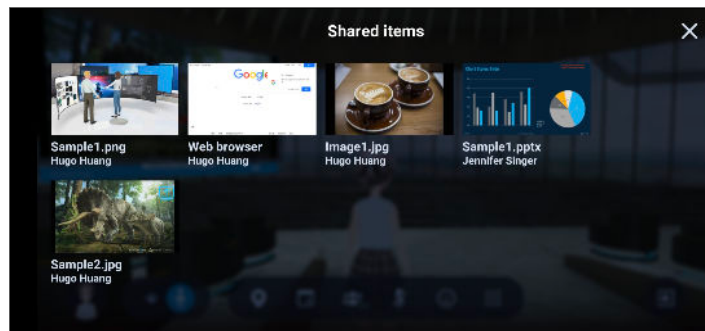 Shared items
Google
Sample1.png
Hugo Huang
Web browser
Hugo Huang
Image1.jpg
Hugo Huang
Sample1.pptx
Jennifer Singer
Sample2.jpg
Hugo Huang